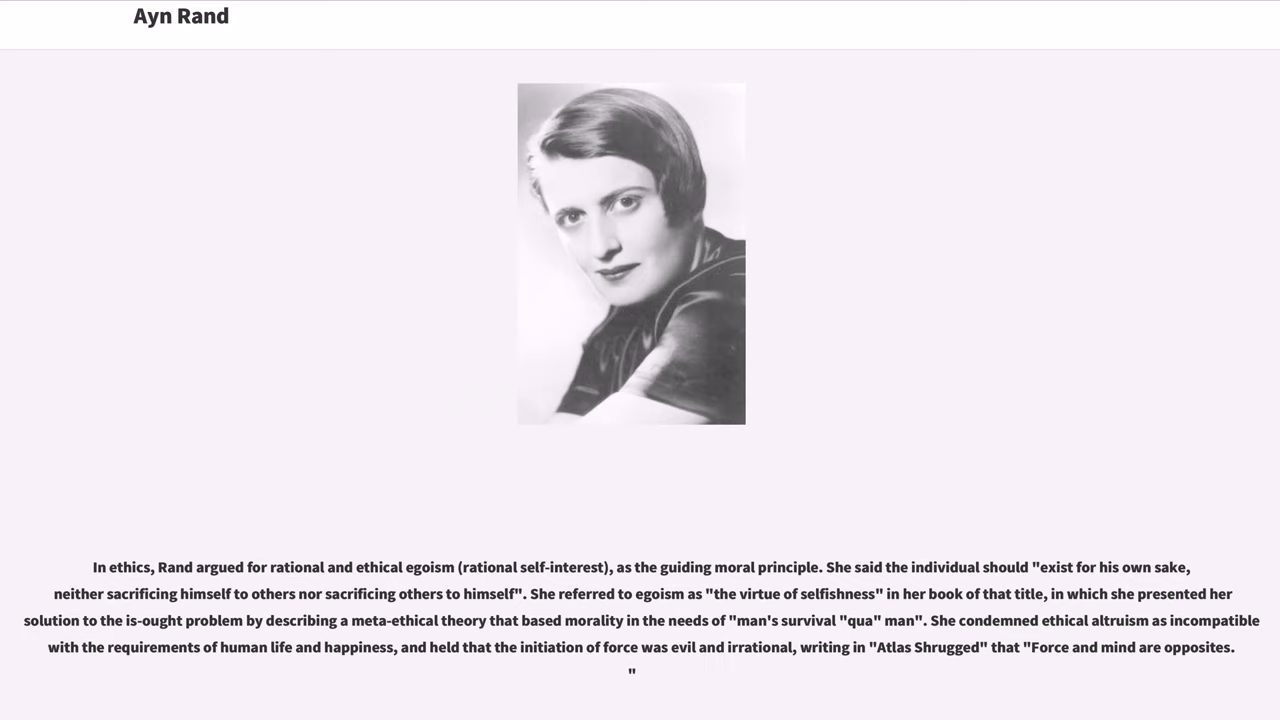 Ayn Rand
In ethics, Rand argued for rational and ethical egoism (rational self-interest), as the guiding moral principle. She said the individual should "exist for his own sake,
neither sacrificing himself to others nor sacrificing others to himself". She referred to egoism as "the virtue of selfishness" in her book of that title, in which she presented her
solution to the is-ought problem by describing a meta-ethical theory that based morality in the needs of "man's survival "qua" man". She condemned ethical altruism as incompatible
with the requirements of human life and happiness, and held that the initiation of force was evil and irrational, writing in "Atlas Shrugged" that "Force and mind are opposites.
"